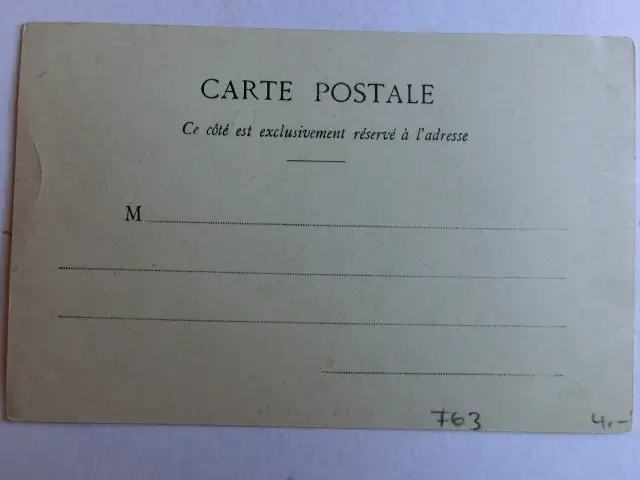 CARTE POSTALE
Ce côté est exclusivement réservé à l'adresse
M
763 4.-